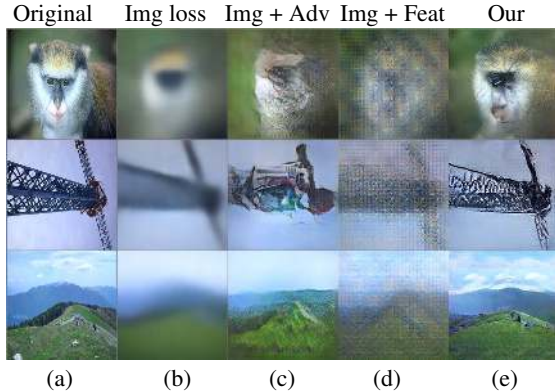 Original Img loss Img + Adv Img + Feat Our
(a) (b) (c) (d) (e)